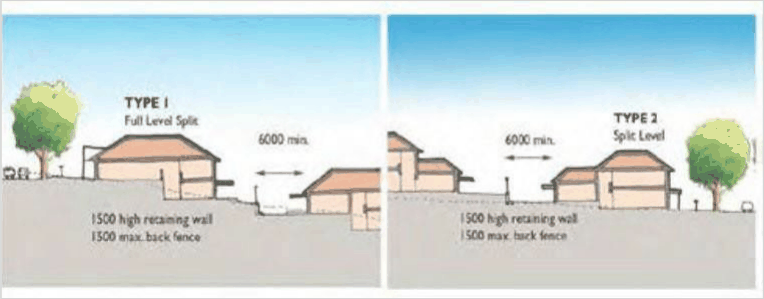 TYPE 1
Full Level Split
6000 min.
1500 high retaining wall
1500 max. back fence
TYPE 2
Split Level
6000 min.
1500 high retaining wall
1500 max. back fence